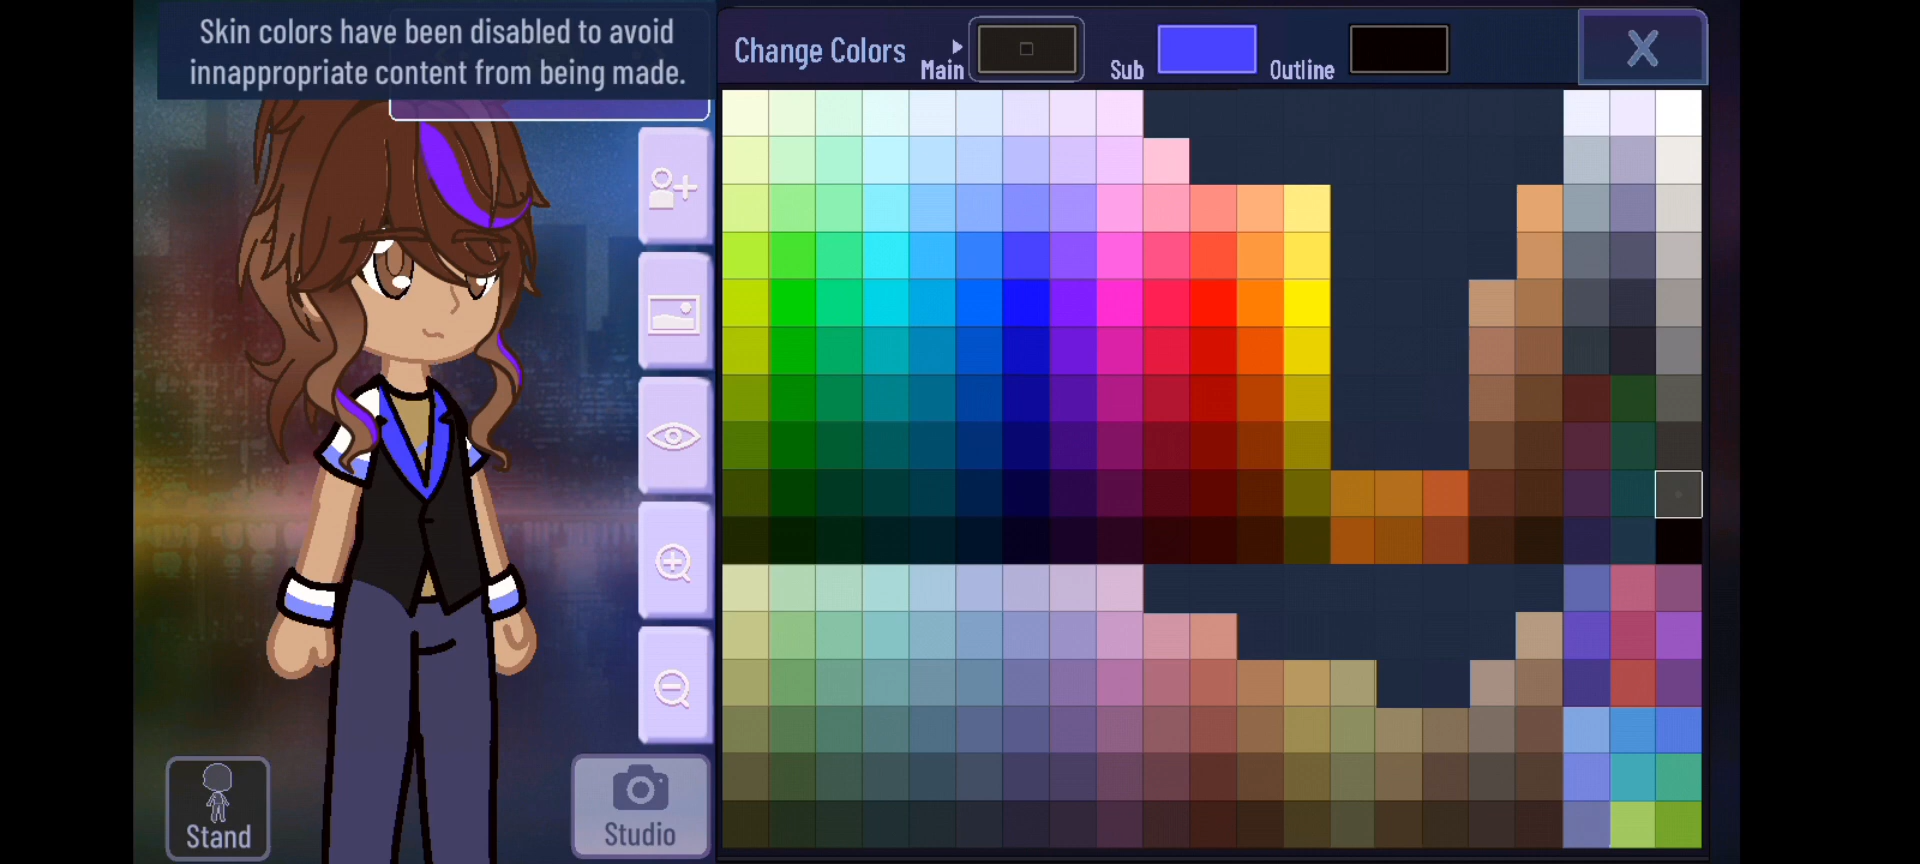 Skin colors have been disabled to avoid
innappropriate content from being made.
Change Colors
Main
Sub
Outline
X
Stand
Studio